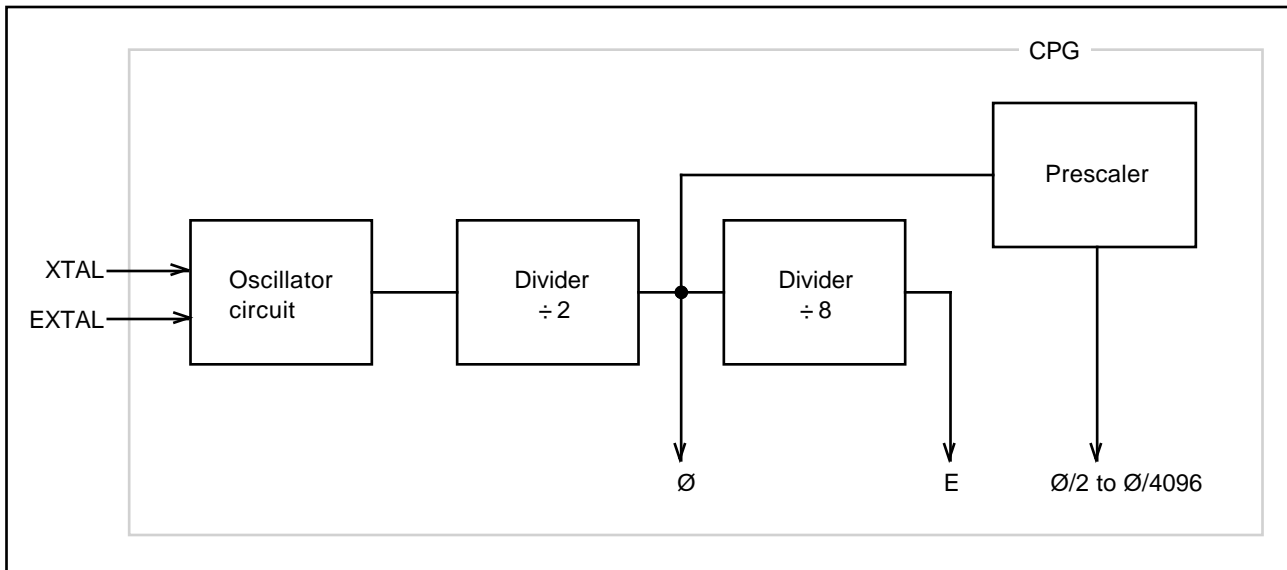 CPG
Prescaler
XTAL
EXTAL
Oscillator
circuit
Divider
÷ 2
Divider
÷ 8
Ø
E
Ø/2 to Ø/4096